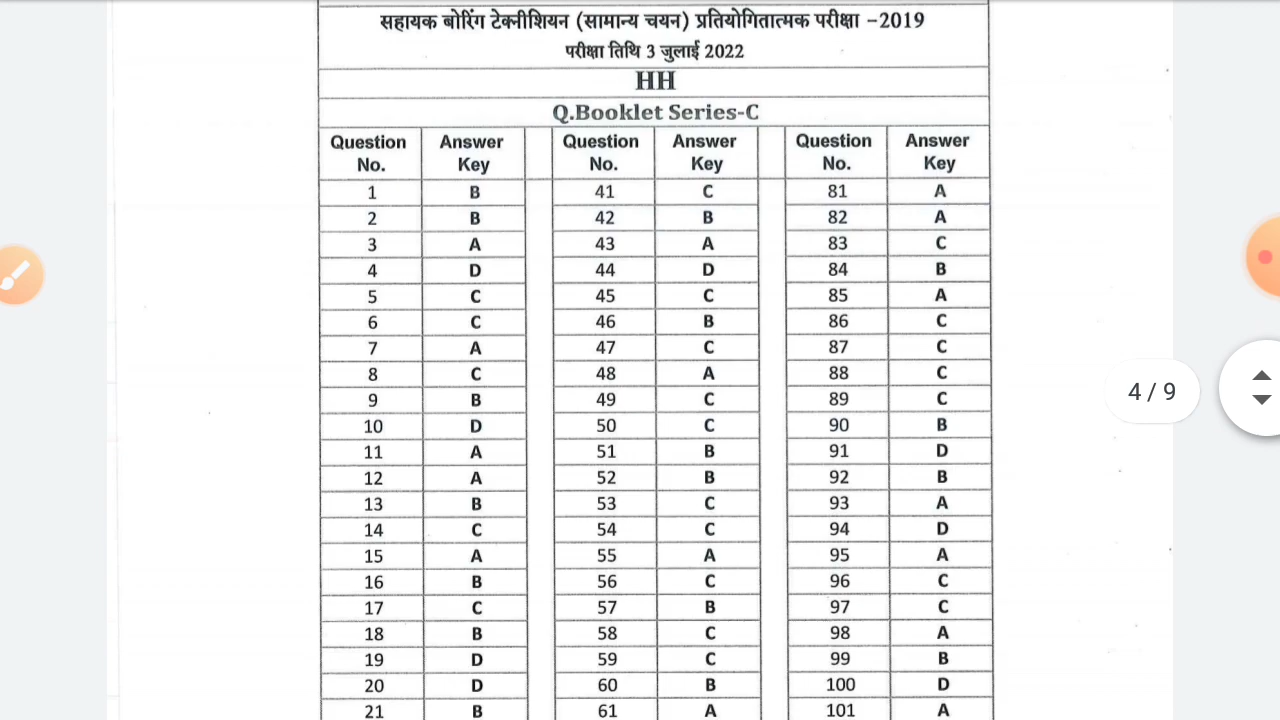 सहायक बोरिंग टेक्नीशियन (सामान्य चयन) प्रतियोगितात्मक परीक्षा -2019
परीक्षा तिथि 3 जुलाई 2022
HH
Q.Booklet Series-C
Question No. Answer Key Question No. Answer Key Question No. Answer Key
1 B 41 C 81 A
2 B 42 B 82 A
3 A 43 A 83 C
4 D 44 D 84 B
5 C 45 C 85 A
6 C 46 B 86 C
7 A 47 C 87 C
8 C 48 A 88 C
9 B 49 C 89 C
10 D 50 C 90 B
11 A 51 B 91 D
12 A 52 B 92 B
13 B 53 C 93 A
14 C 54 C 94 D
15 A 55 A 95 A
16 B 56 C 96 C
17 C 57 B 97 C
18 B 58 C 98 A
19 D 59 C 99 B
20 D 60 B 100 D
21 B 61 A 101 A
4 / 9